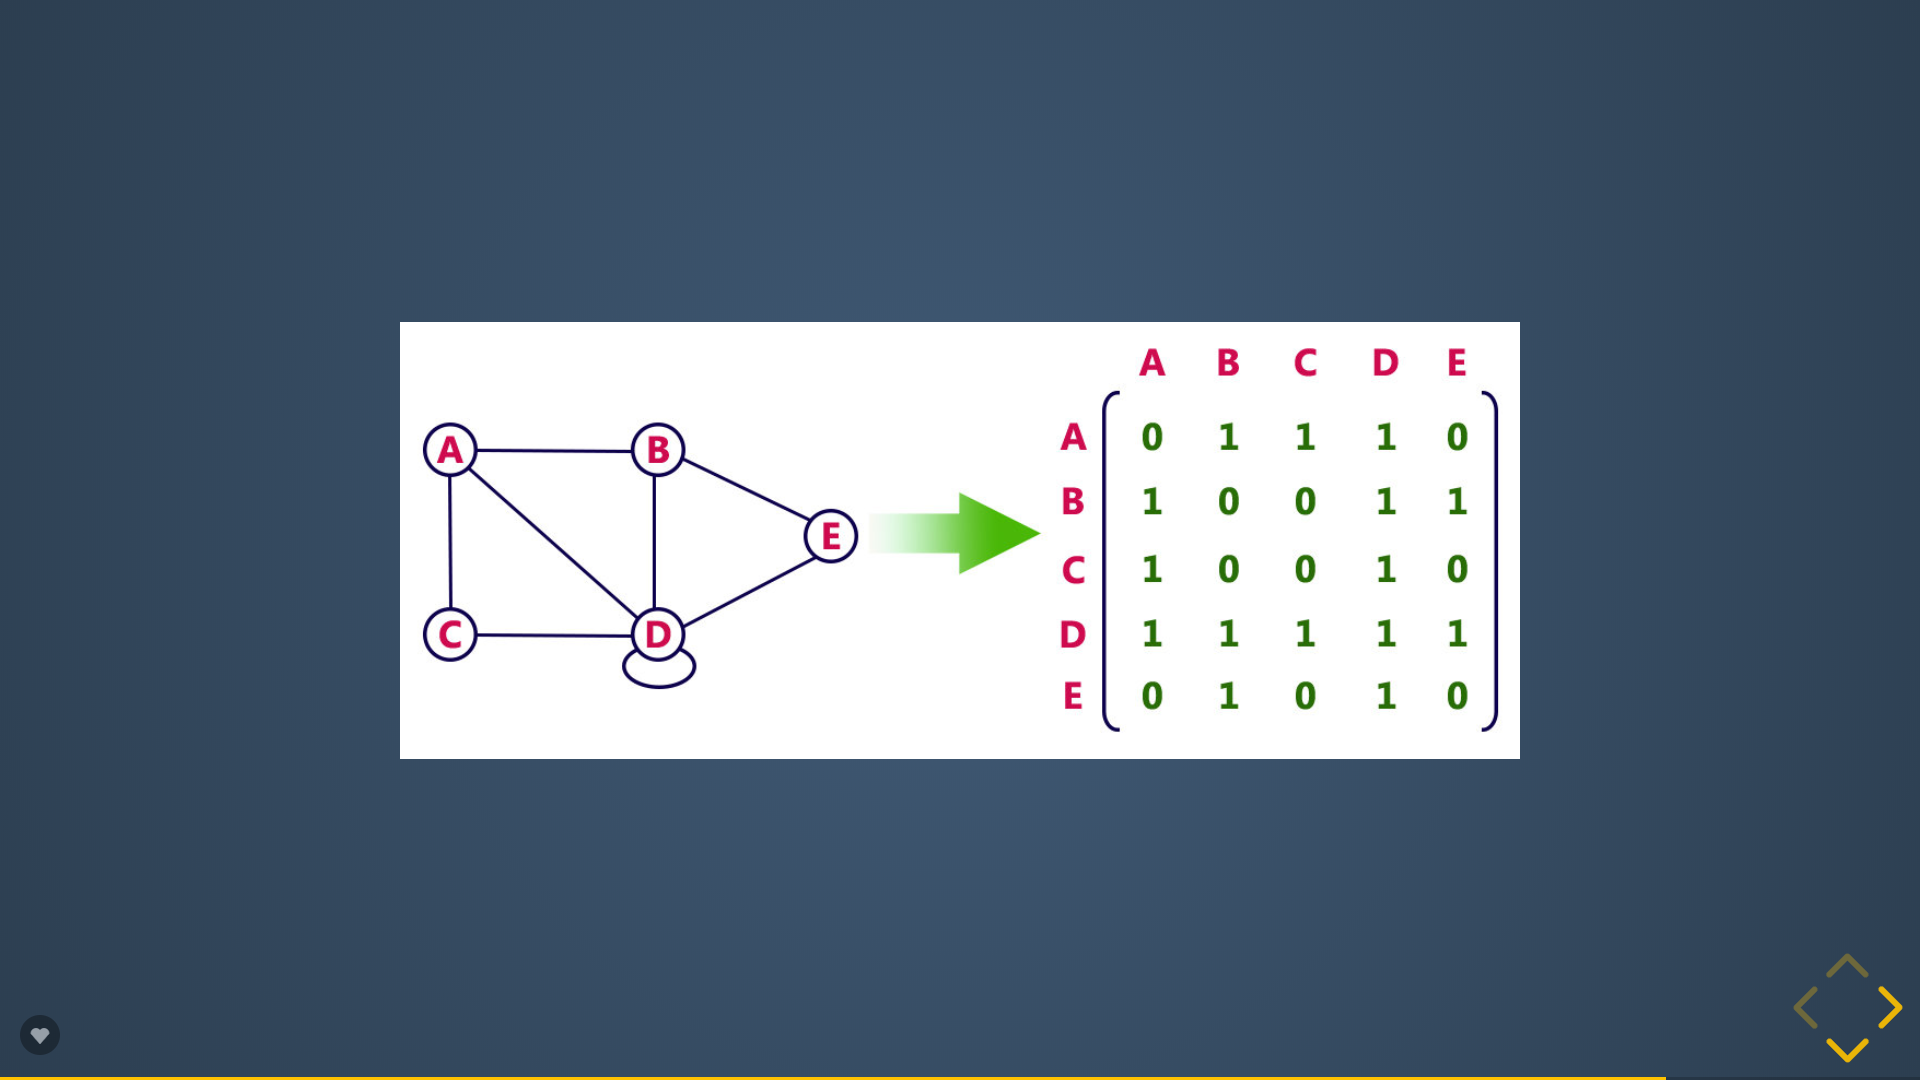 A B C D E
A B
E
C D
A 0 1 1 1 0
B 1 0 0 1 1
C 1 0 0 1 0
D 1 1 1 1 1
E 0 1 0 1 0